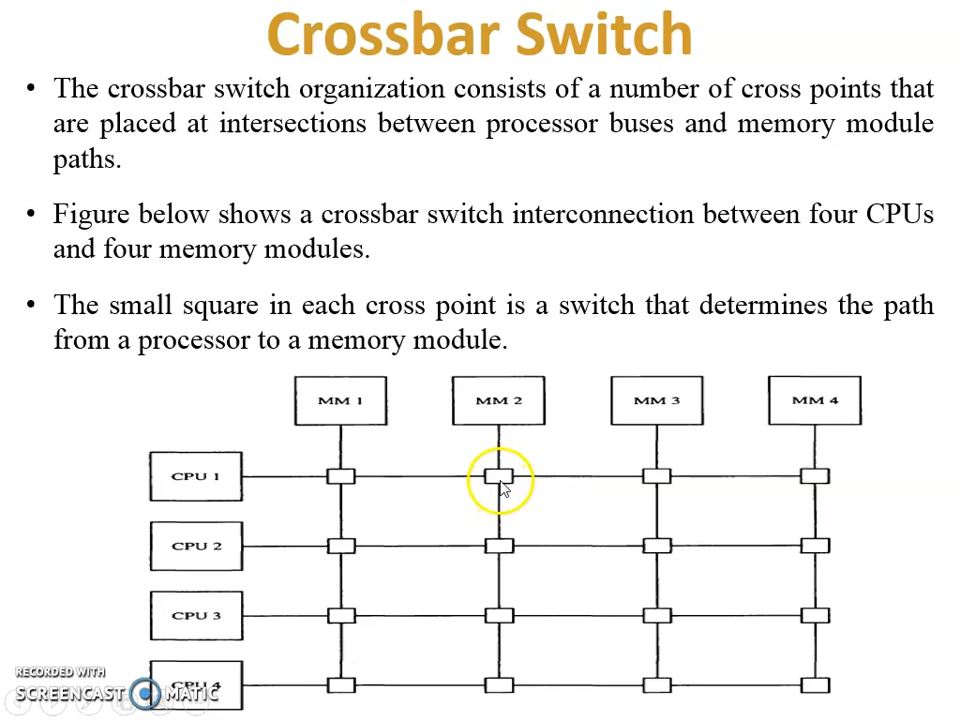 Crossbar Switch
• The crossbar switch organization consists of a number of cross points that
are placed at intersections between processor buses and memory module
paths.
• Figure below shows a crossbar switch interconnection between four CPUs
and four memory modules.
• The small square in each cross point is a switch that determines the path
from a processor to a memory module.
MM 1 MM 2 MM 3 MM 4
CPU 1
CPU 2
CPU 3
CPU 4
RECORDED WITH
SCREENCAST MATIC